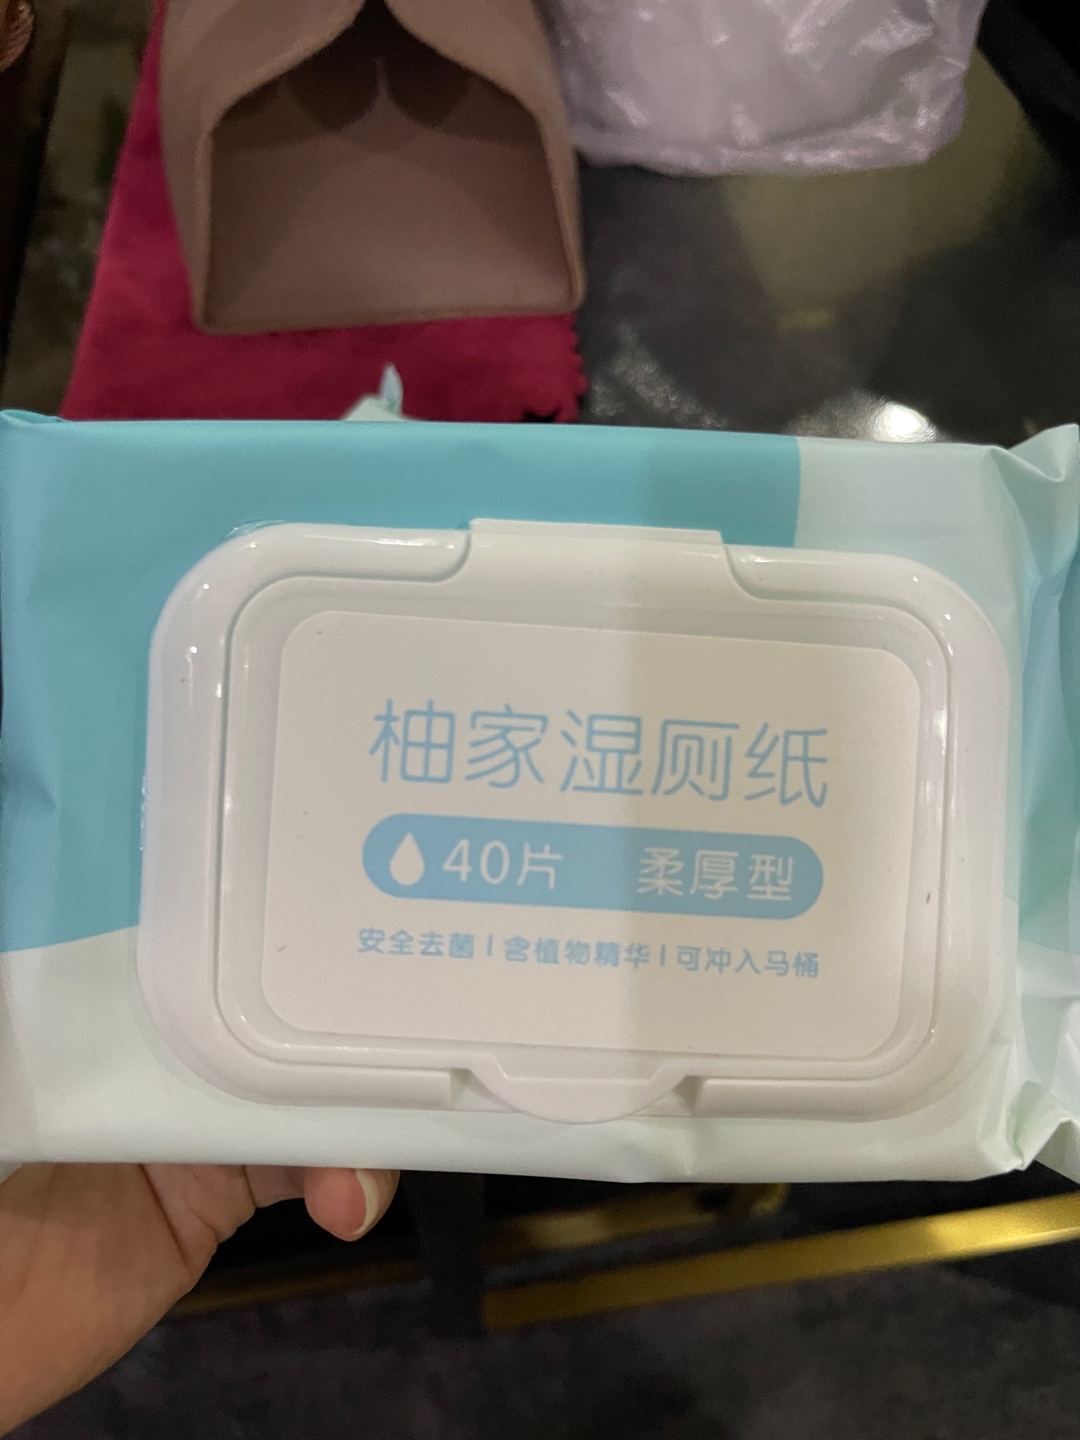 柚家湿厕纸
40片 柔厚型
安全去菌 | 含植物精华 | 可冲入马桶